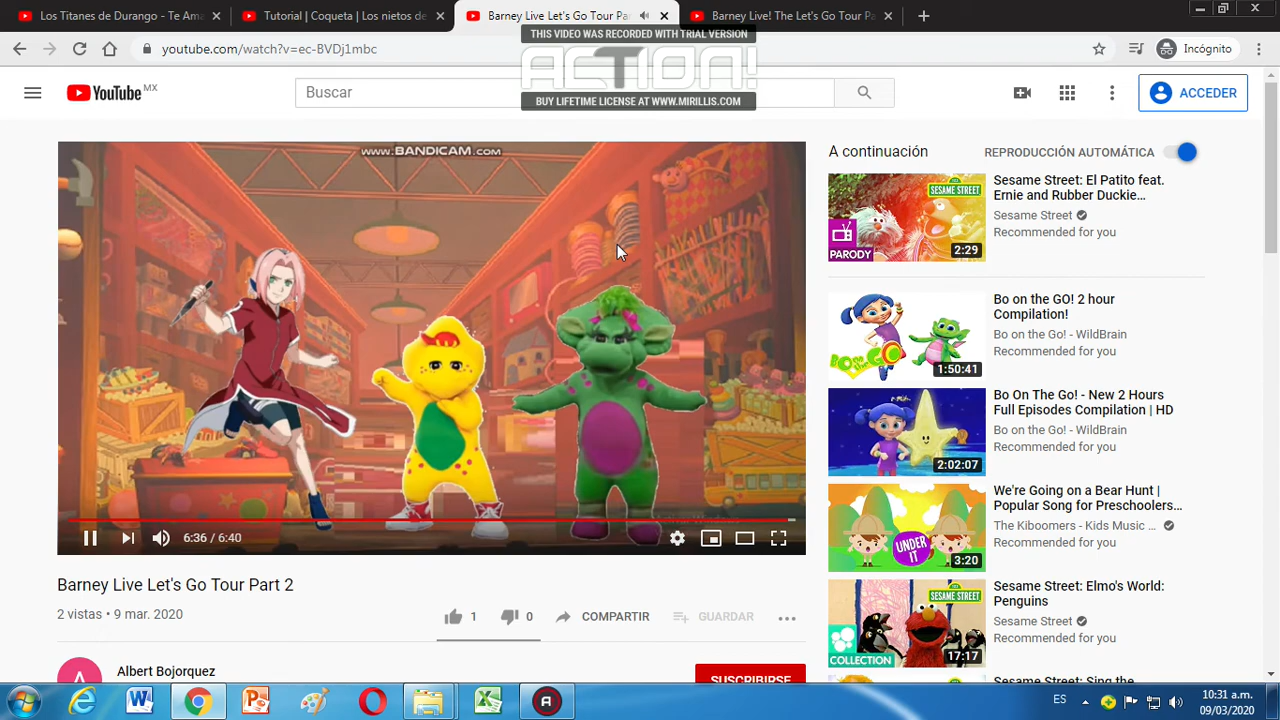 Los Titanes de Durango - Te Ama
Tutorial | Coqueta | Los nietos de
Barney Live Let's Go Tour Par
Barney Live! The Let's Go Tour P
youtube.com/watch?v=ec-BVDj1mbc
Incógnito
THIS VIDEO WAS RECORDED WITH TRIAL VERSION
ACTION!
BUY LIFETIME LICENSE AT WWW.MIRILLIS.COM
YouTube MX
Buscar
ACCEDER
www.BANDICAM.COM
6:36 / 6:40
Barney Live Let's Go Tour Part 2
2 vistas • 9 mar. 2020
1
0
COMPARTIR
GUARDAR
A
Albert Bojorquez
SUSCRIBIRSE
A continuación
REPRODUCCIÓN AUTOMÁTICA
SESAME STREET
PARODY
2:29
Sesame Street: El Patito feat.
Ernie and Rubber Duckie…
Sesame Street
Recommended for you
BO ON THE GO!
1:50:41
Bo on the GO! 2 hour
Compilation!
Bo on the Go! - WildBrain
Recommended for you
2:02:07
Bo On The Go! - New 2 Hours
Full Episodes Compilation | HD
Bo on the Go! - WildBrain
Recommended for you
UNDER IT
3:20
We're Going on a Bear Hunt |
Popular Song for Preschoolers…
The Kiboomers - Kids Music …
Recommended for you
SESAME STREET
COLLECTION
17:17
Sesame Street: Elmo's World:
Penguins
Sesame Street
Recommended for you
Sesame Street: Sing the
ES
10:31 a.m.
09/03/2020